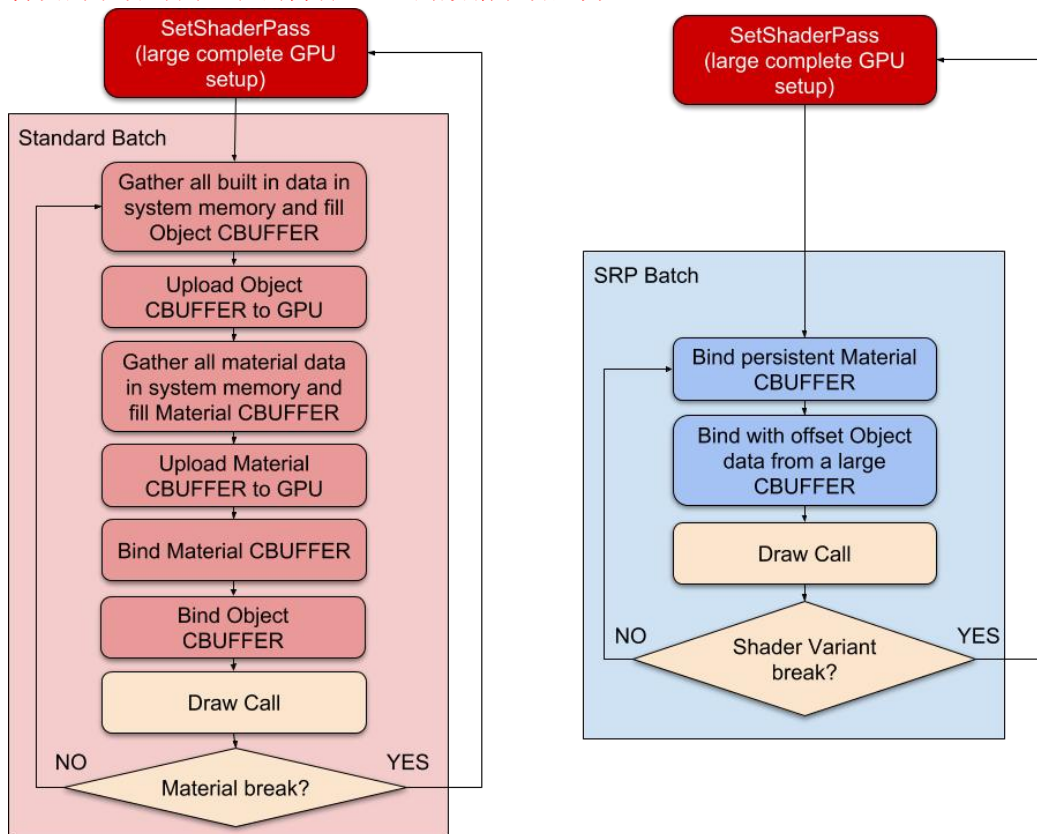 SetShaderPass
(large complete GPU
setup)
Standard Batch
Gather all built in data in
system memory and fill
Object CBUFFER
Upload Object
CBUFFER to GPU
Gather all material data
in system memory and
fill Material CBUFFER
Upload Material
CBUFFER to GPU
Bind Material CBUFFER
Bind Object
CBUFFER
Draw Call
NO
YES
Material break?
SetShaderPass
(large complete GPU
setup)
SRP Batch
Bind persistent Material
CBUFFER
Bind with offset Object
data from a large
CBUFFER
Draw Call
NO
YES
Shader Variant
break?